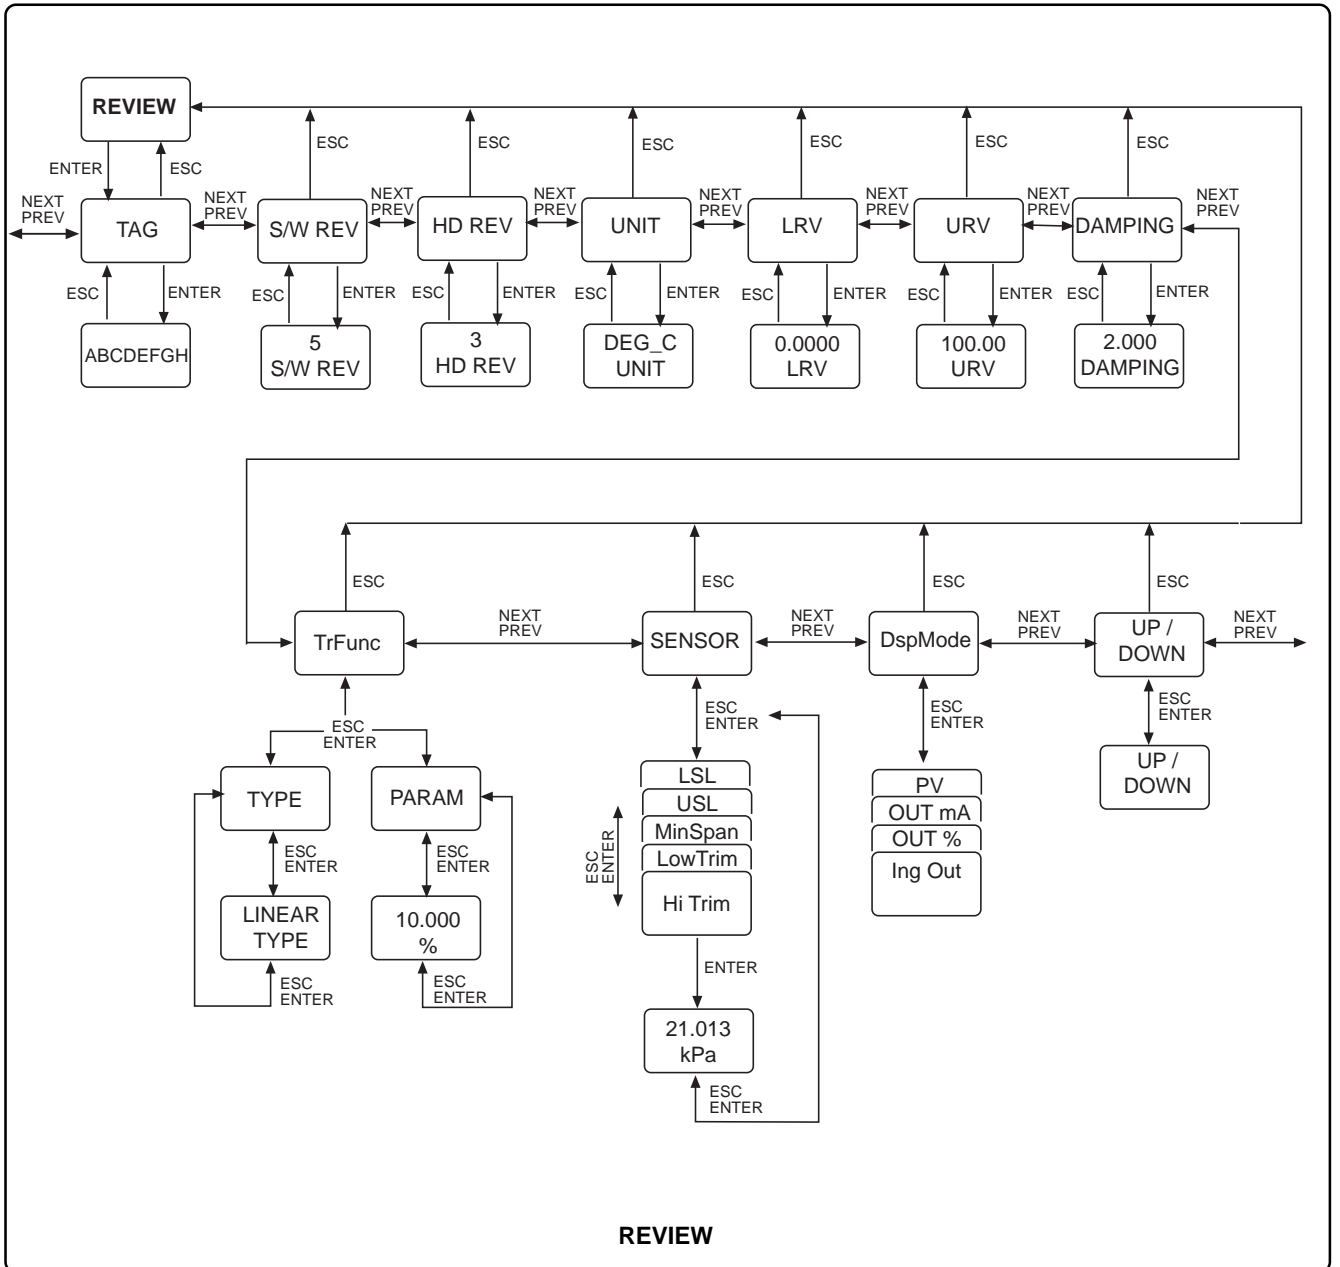 REVIEW
ESC
ESC
ESC
ESC
ESC
ESC
ENTER
ESC
NEXT
PREV
TAG
NEXT
PREV
S/W REV
NEXT
PREV
HD REV
NEXT
PREV
UNIT
NEXT
PREV
LRV
NEXT
PREV
URV
NEXT
PREV
DAMPING
NEXT
PREV
ESC
ENTER
ESC
ENTER
ESC
ENTER
ESC
ENTER
ESC
ENTER
ESC
ENTER
ESC
ENTER
ABCDEFGH
5
S/W REV
3
HD REV
DEG_C
UNIT
0.0000
LRV
100.00
URV
2.000
DAMPING
ESC
ESC
ESC
ESC
TrFunc
NEXT
PREV
SENSOR
NEXT
PREV
DspMode
NEXT
PREV
UP /
DOWN
NEXT
PREV
ESC
ENTER
ESC
ENTER
ESC
ENTER
ESC
ENTER
TYPE
PARAM
LSL
USL
MinSpan
LowTrim
Hi Trim
ESC
ENTER
PV
OUT mA
OUT %
Ing Out
UP /
DOWN
ESC
ENTER
ESC
ENTER
LINEAR
TYPE
10.000
%
ESC
ENTER
ESC
ENTER
ENTER
21.013
kPa
ESC
ENTER
REVIEW